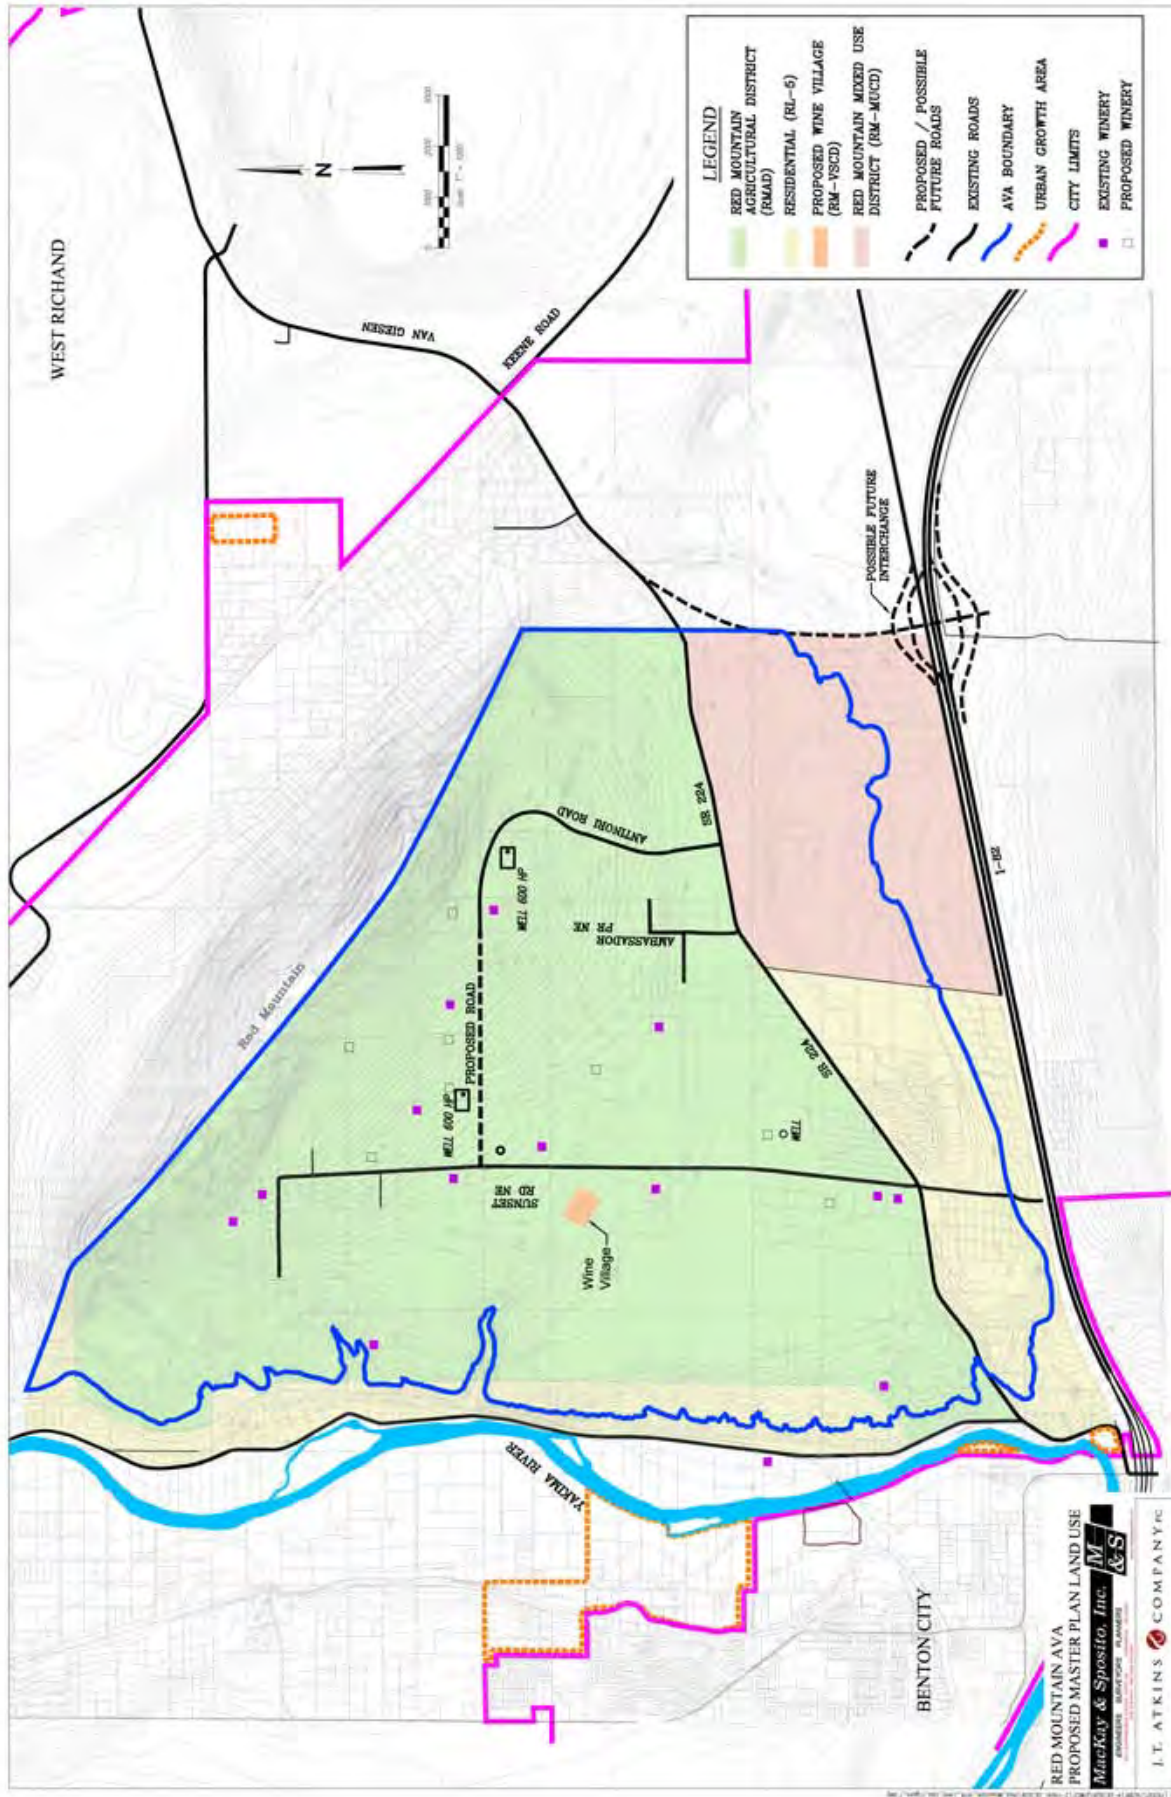 WEST RICHAND
N
LEGEND
RED MOUNTAIN
AGRICULTURAL DISTRICT
(RMAD)
RESIDENTIAL (RL-5)
PROPOSED WINE VILLAGE
(RM-VSCD)
RED MOUNTAIN MIXED USE
DISTRICT (RM-MUCD)
PROPOSED / POSSIBLE
FUTURE ROADS
EXISTING ROADS
AVA BOUNDARY
URBAN GROWTH AREA
CITY LIMITS
EXISTING WINERY
PROPOSED WINERY
VAN GIESEN
KEENE ROAD
POSSIBLE FUTURE
INTERCHANGE
Red Mountain
ANTINORI ROAD
SR 224
I-82
WELL 600 HP
AMBASSADOR
PR NE
PROPOSED ROAD
WELL 600 HP
SR 224
WELL
SUNSET
RD NE
Wine
Village
YAKIMA RIVER
BENTON CITY
RED MOUNTAIN AVA
PROPOSED MASTER PLAN LAND USE
MacKay & Sposito, Inc.
M
&S
ENGINEERS SURVEYORS PLANNERS
J.T. ATKINS & COMPANY PC